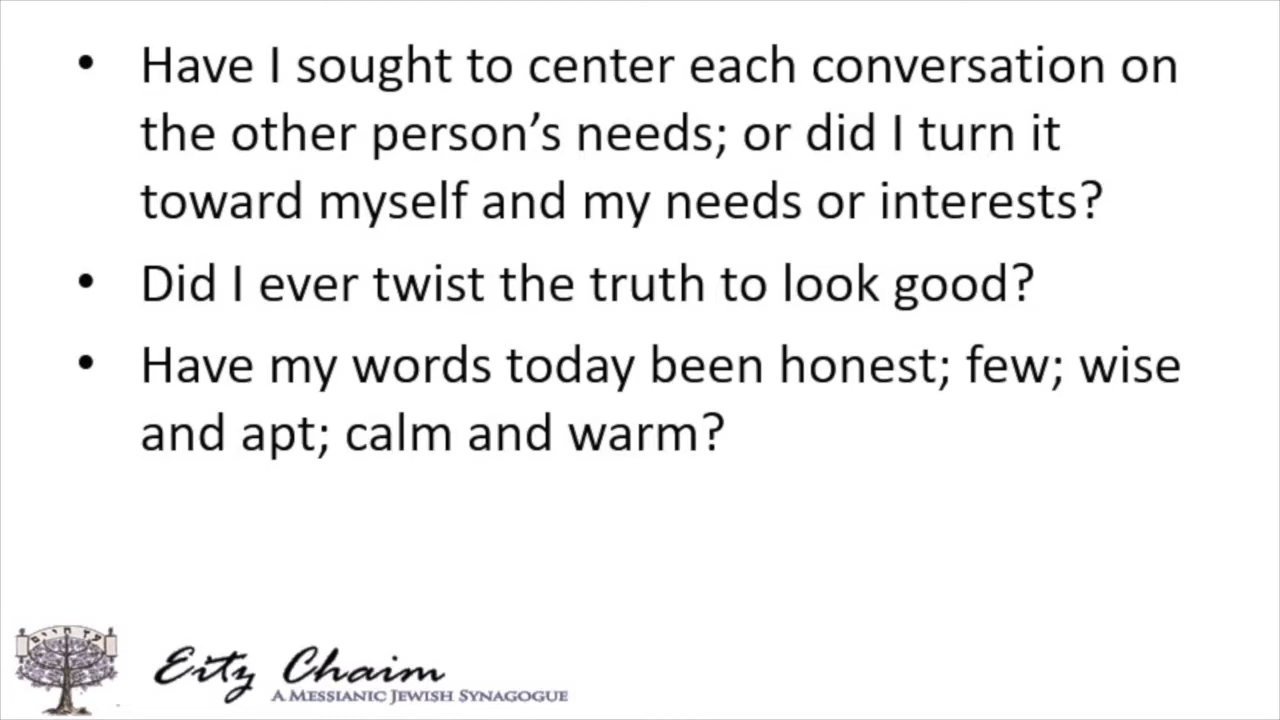 • Have I sought to center each conversation on
the other person’s needs; or did I turn it
toward myself and my needs or interests?
• Did I ever twist the truth to look good?
• Have my words today been honest; few; wise
and apt; calm and warm?
עץ חיים
Eitz Chaim
A Messianic Jewish Synagogue